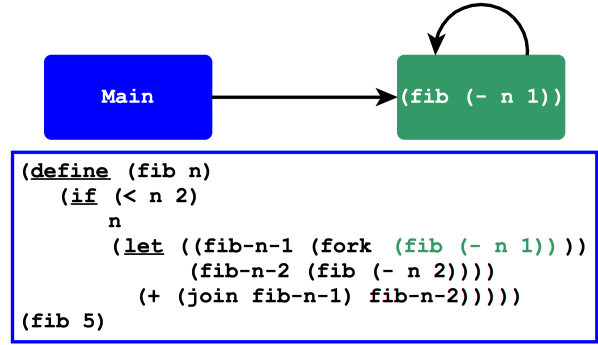 Main
(fib (- n 1))
(define (fib n)
(if (< n 2)
n
(let ((fib-n-1 (fork (fib (- n 1))))
(fib-n-2 (fib (- n 2))))
(+ (join fib-n-1) fib-n-2)))))
(fib 5)